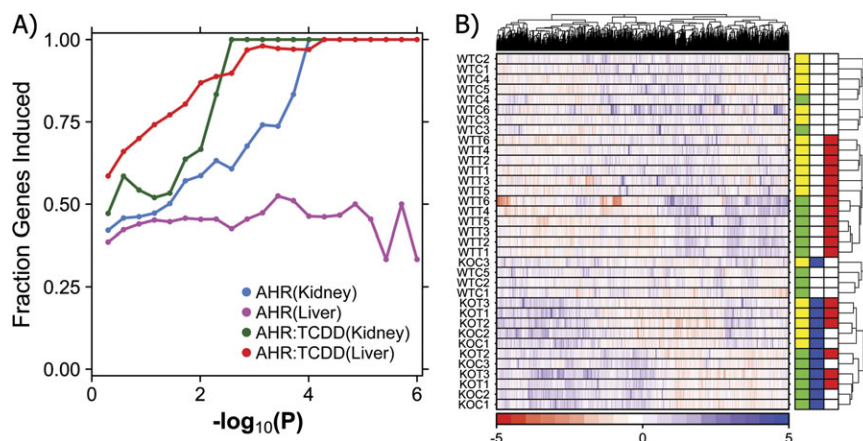 A)
Fraction Genes Induced
1.00
0.75
0.50
0.25
0.00
AHR(Kidney)
AHR(Liver)
AHR:TCDD(Kidney)
AHR:TCDD(Liver)
0 2 4 6
-log10(P)
B)
WTC2
WTC1
WTC4
WTC5
WTC4
WTC6
WTC3
WTC3
WTT6
WTT4
WTT2
WTT1
WTT3
WTT5
WTT6
WTT4
WTT5
WTT3
WTT2
WTT1
KOC3
WTC5
WTC2
WTC1
KOT3
KOT1
KOT2
KOC2
KOC1
KOT2
KOC3
KOT3
KOT1
KOC2
KOC1
-5 0 5